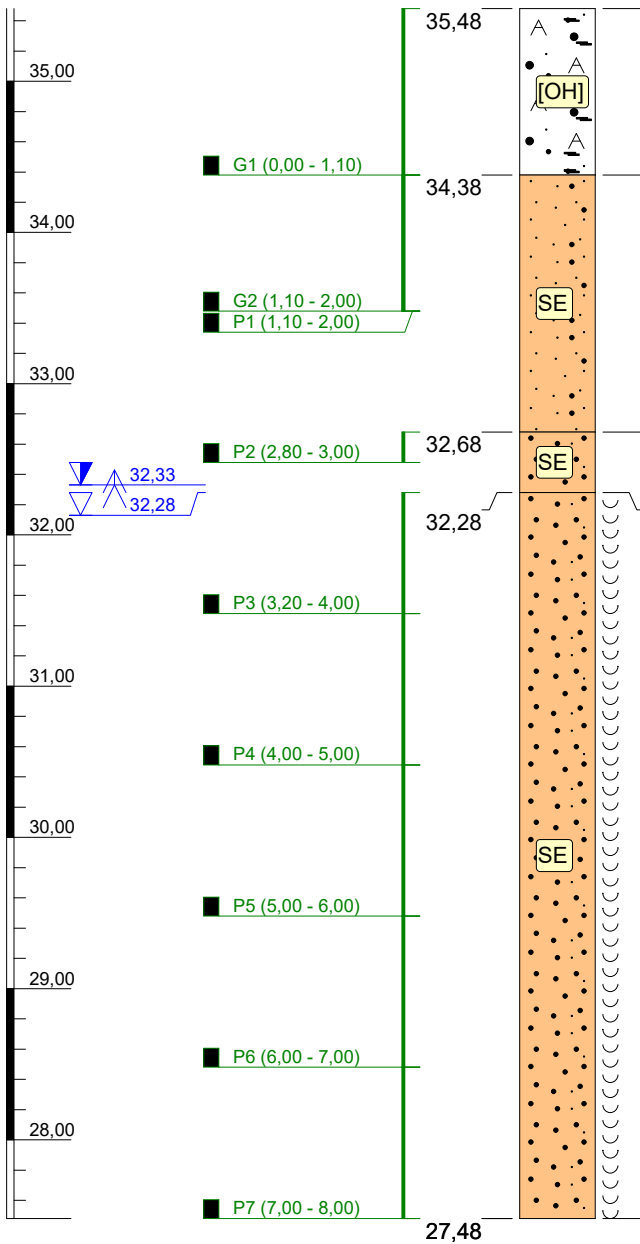 35,48
35,00
[OH]
G1 (0,00 - 1,10)
34,38
34,00
G2 (1,10 - 2,00)
SE
P1 (1,10 - 2,00)
33,00
32,68
P2 (2,80 - 3,00)
SE
32,33
32,28
32,28
32,00
P3 (3,20 - 4,00)
31,00
P4 (4,00 - 5,00)
30,00
SE
P5 (5,00 - 6,00)
29,00
P6 (6,00 - 7,00)
28,00
P7 (7,00 - 8,00)
27,48